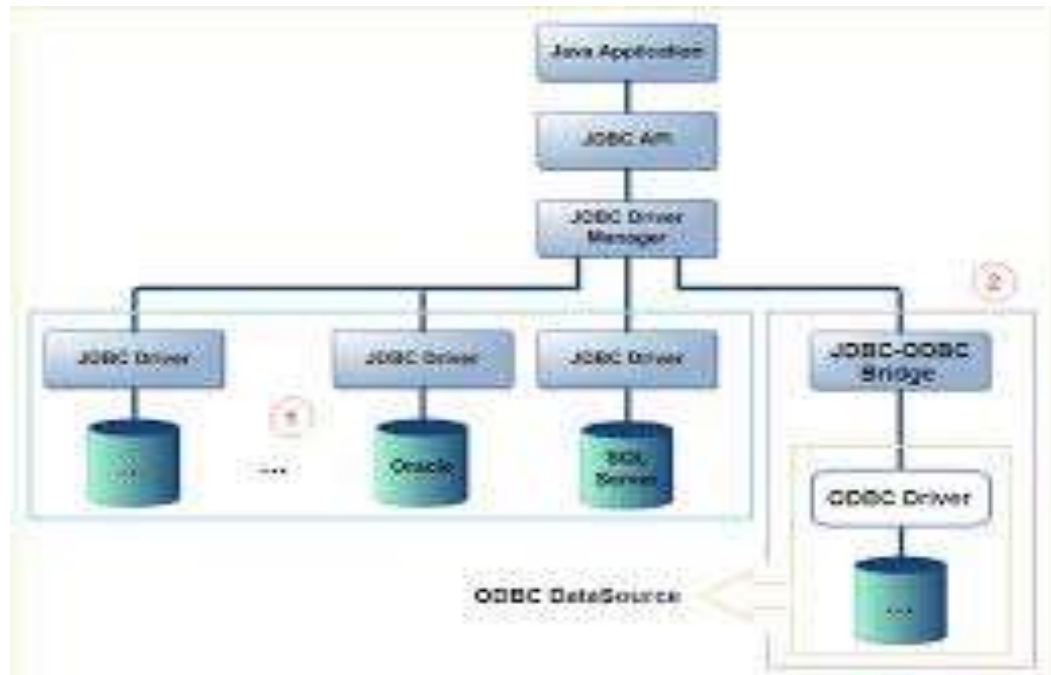 Java Application
JDBC API
JDBC Driver
Manager
2
JDBC Driver
JDBC Driver
JDBC Driver
JDBC-ODBC
Bridge
1
...
...
Oracle
SQL
Server
ODBC Driver
...
ODBC DataSource